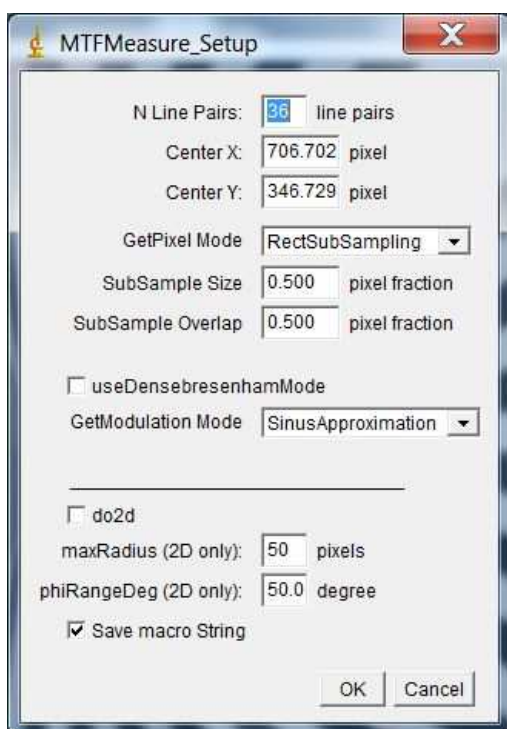 MTFMeasure_Setup
N Line Pairs: 36 line pairs
Center X: 706.702 pixel
Center Y: 346.729 pixel
GetPixel Mode RectSubSampling
SubSample Size 0.500 pixel fraction
SubSample Overlap 0.500 pixel fraction
useDensebresenhamMode
GetModulation Mode SinusApproximation
do2d
maxRadius (2D only): 50 pixels
phiRangeDeg (2D only): 50.0 degree
Save macro String
OK Cancel